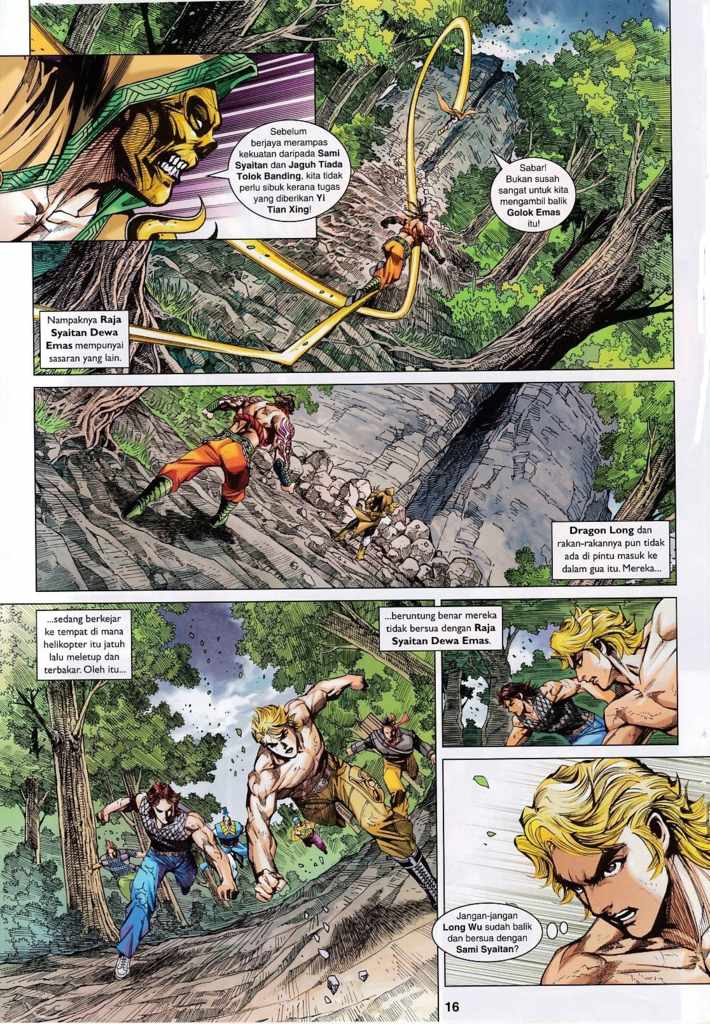 Sebelum
berjaya merampas
kekuatan daripada Sami
Syaitan dan Jaguh Tiada
Tolok Banding, kita tidak
perlu sibuk kerana tugas
yang diberikan Yi
Tian Xing!
Sabar!
Bukan susah
sangat untuk kita
mengambil balik
Golok Emas
itu!
Nampaknya Raja
Syaitan Dewa
Emas mempunyai
sasaran yang lain.
Dragon Long dan
rakan-rakannya pun tidak
ada di pintu masuk ke
dalam gua itu. Mereka...
...sedang berkejar
ke tempat di mana
helikopter itu jatuh
lalu meletup dan
terbakar. Oleh itu...
...beruntung benar mereka
tidak bersua dengan Raja
Syaitan Dewa Emas.
Jangan-jangan
Long Wu sudah balik
dan bersua dengan
Sami Syaitan?
16